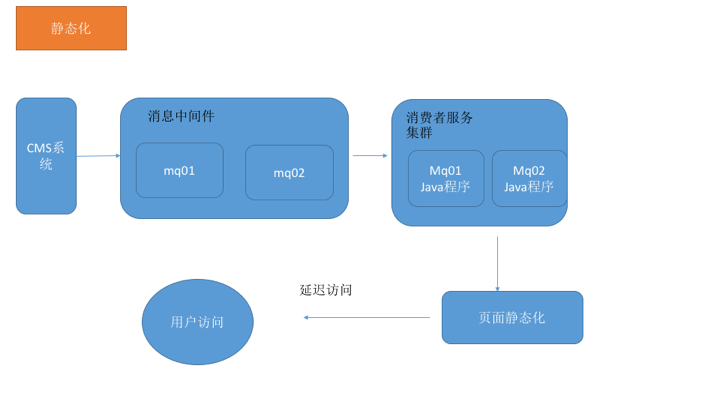 静态化
CMS系
统
消息中间件
mq01
mq02
消费者服务
集群
Mq01
Java程序
Mq02
Java程序
延迟访问
用户访问
页面静态化